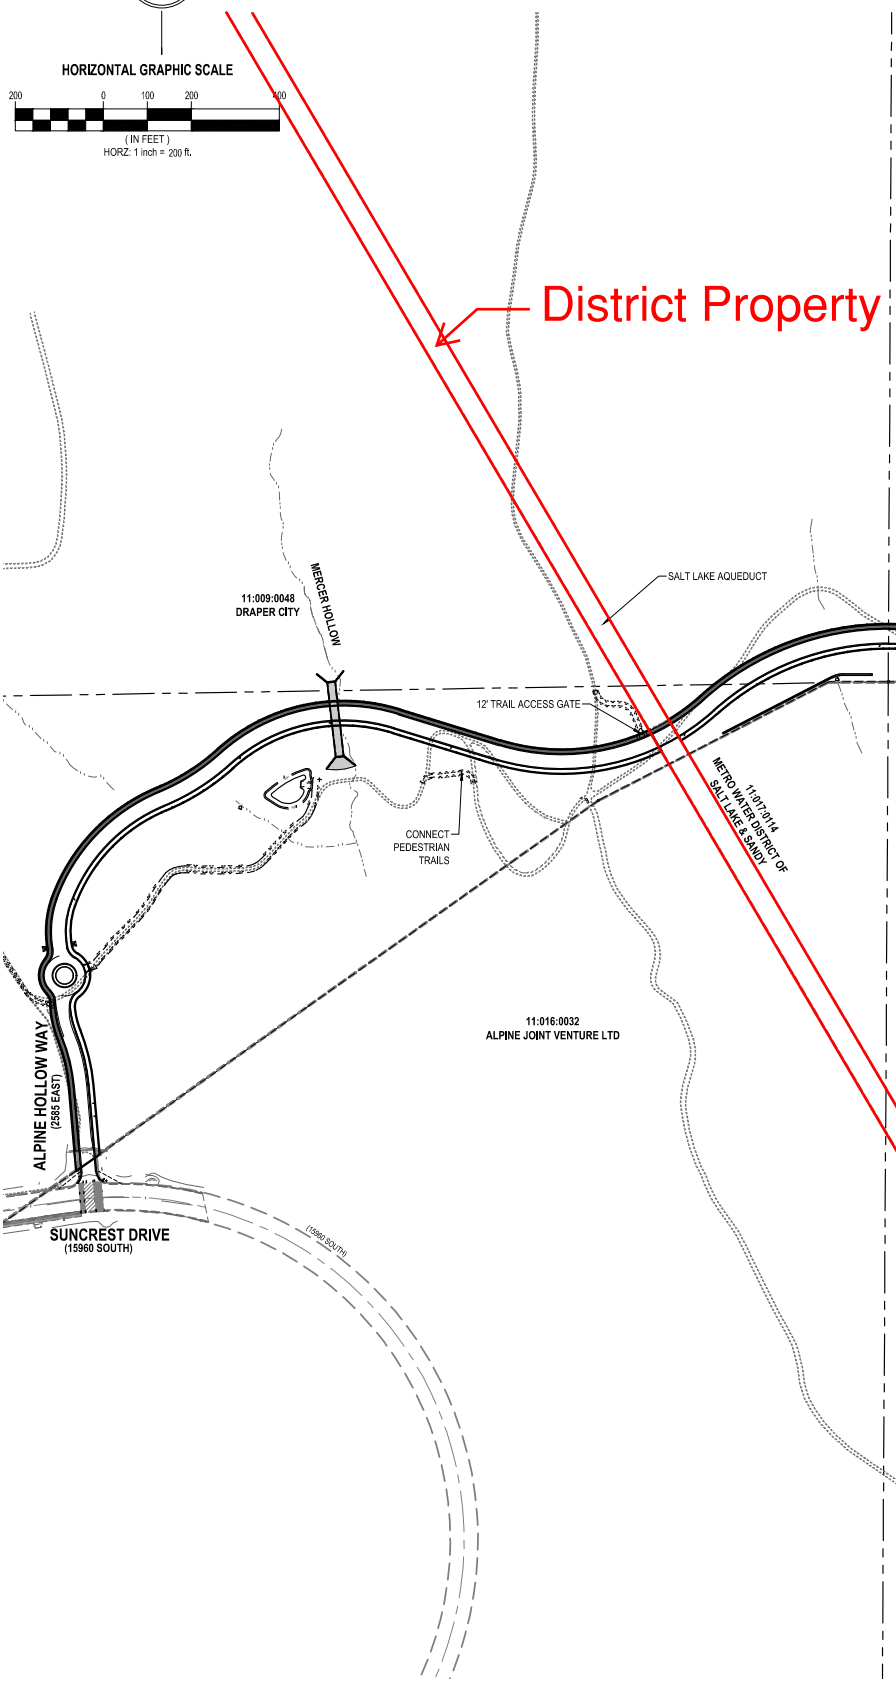 HORIZONTAL GRAPHIC SCALE
200 0 100 200 400
( IN FEET )
HORZ: 1 inch = 200 ft.
District Property
SALT LAKE AQUEDUCT
MERCER HOLLOW
11:009:0048
DRAPER CITY
12' TRAIL ACCESS GATE
11:017:0114
METRO WATER DISTRICT OF
SALT LAKE & SANDY
CONNECT
PEDESTRIAN
TRAILS
11:016:0032
ALPINE JOINT VENTURE LTD
ALPINE HOLLOW WAY
(2585 EAST)
SUNCREST DRIVE
(15960 SOUTH)
(15960 SOUTH)